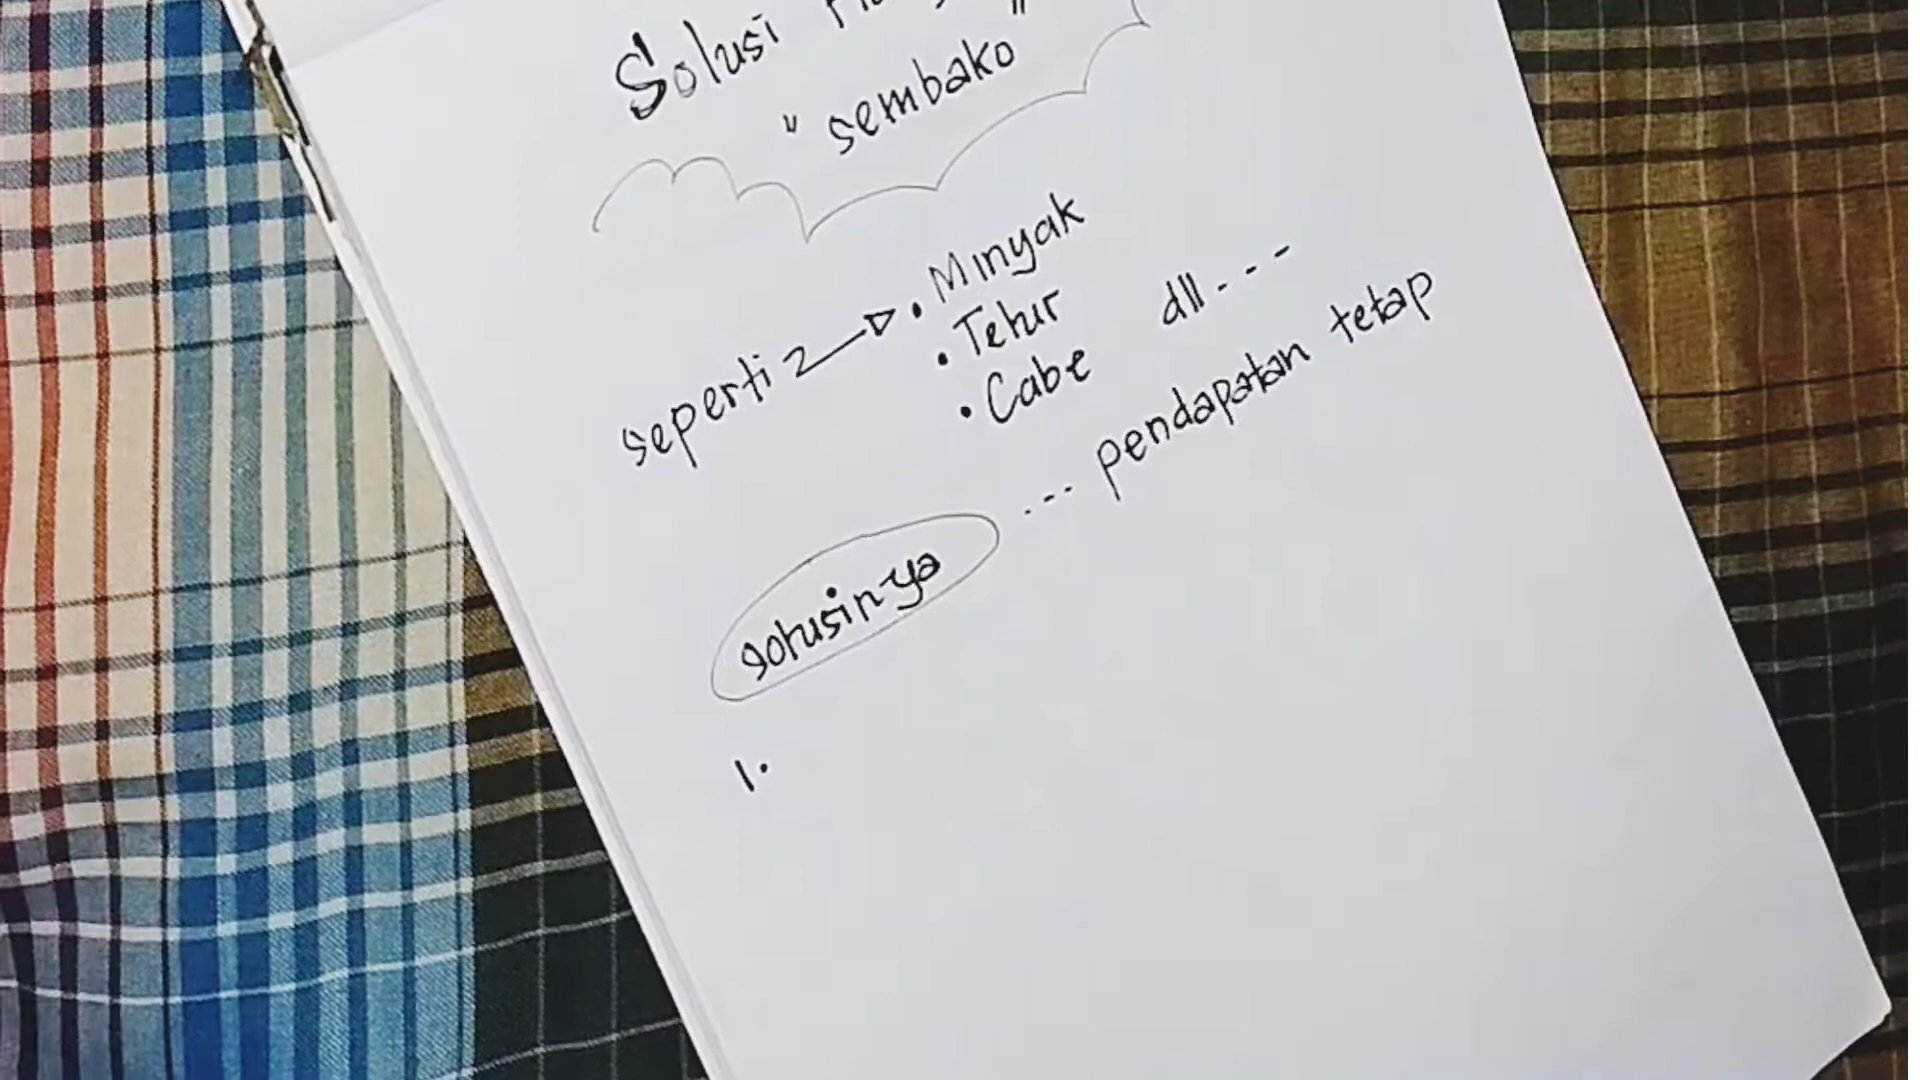 Solusi
"sembako"
seperti2 → • Minyak
• Telur
• Cabe dll---
--- pendapatan tetap
solusinya
1.